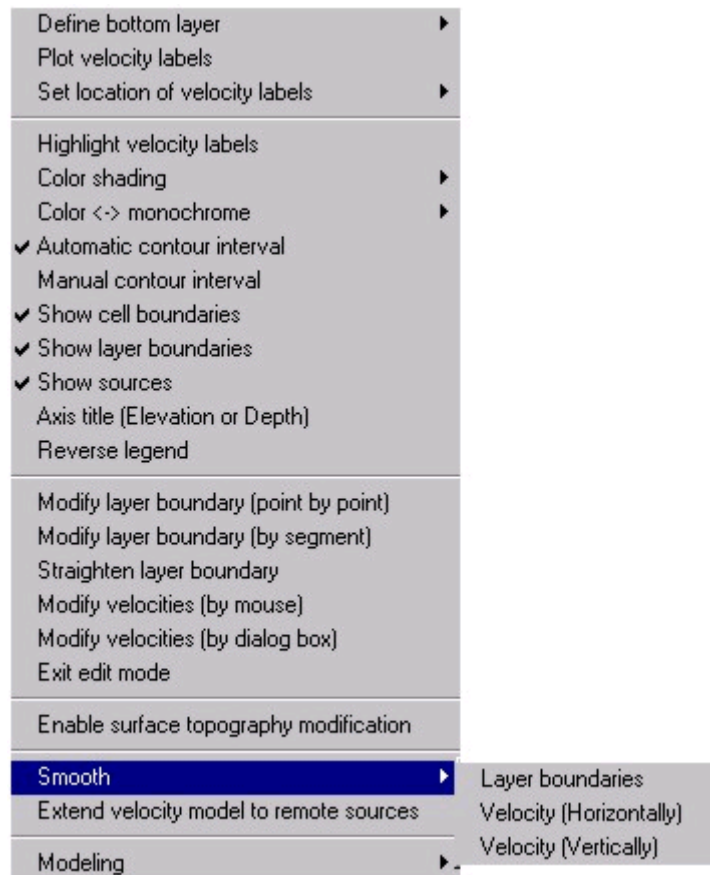 Define bottom layer
Plot velocity labels
Set location of velocity labels
Highlight velocity labels
Color shading
Color <-> monochrome
Automatic contour interval
Manual contour interval
Show cell boundaries
Show layer boundaries
Show sources
Axis title (Elevation or Depth)
Reverse legend
Modify layer boundary (point by point)
Modify layer boundary (by segment)
Straighten layer boundary
Modify velocities (by mouse)
Modify velocities (by dialog box)
Exit edit mode
Enable surface topography modification
Smooth
Extend velocity model to remote sources
Modeling
Layer boundaries
Velocity (Horizontally)
Velocity (Vertically)